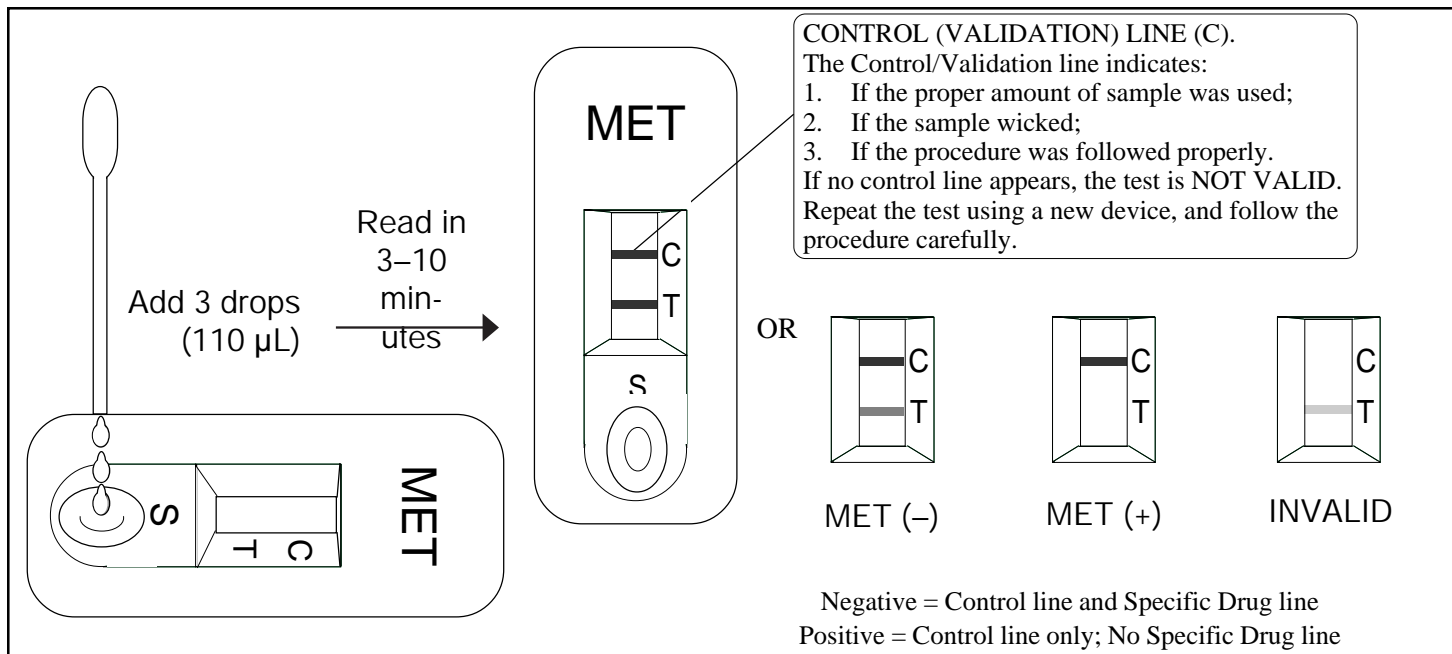 CONTROL (VALIDATION) LINE (C).
The Control/Validation line indicates:
1. If the proper amount of sample was used;
2. If the sample wicked;
3. If the procedure was followed properly.
If no control line appears, the test is NOT VALID.
Repeat the test using a new device, and follow the
procedure carefully.
Add 3 drops
(110 µL)
Read in
3–10
min-
utes
MET
C
T
S
S
T
C
MET
OR
C
T
MET (–)
C
T
MET (+)
C
T
INVALID
Negative = Control line and Specific Drug line
Positive = Control line only; No Specific Drug line